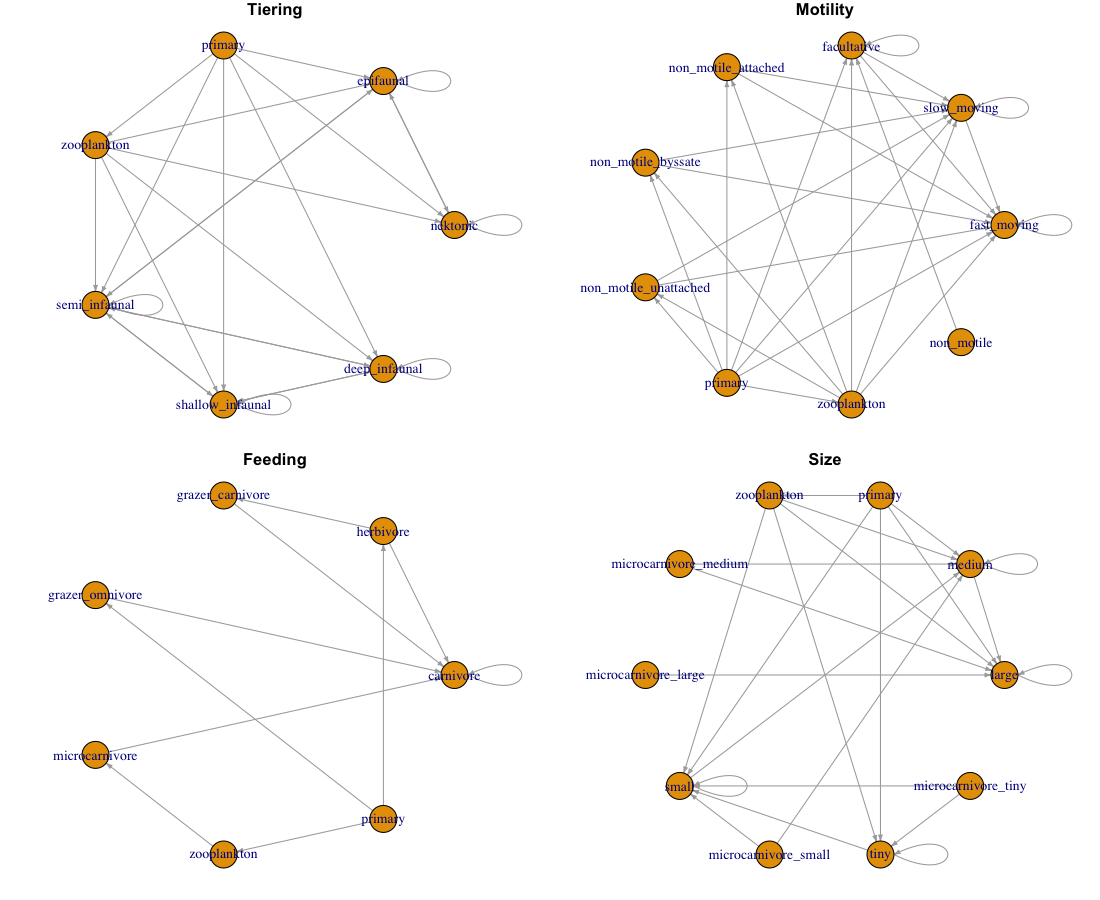 Tiering
primary
epifaunal
zooplankton
nektonic
semi_infaunal
deep_infaunal
shallow_infaunal
Motility
facultative
non_motile_attached
slow_moving
non_motile_byssate
fast_moving
non_motile_unattached
non_motile
primary
zooplankton
Feeding
grazer_carnivore
herbivore
grazer_omnivore
carnivore
microcarnivore
primary
zooplankton
Size
zooplankton
primary
microcarnivore_medium
medium
microcarnivore_large
large
small
microcarnivore_tiny
microcarnivore_small
tiny